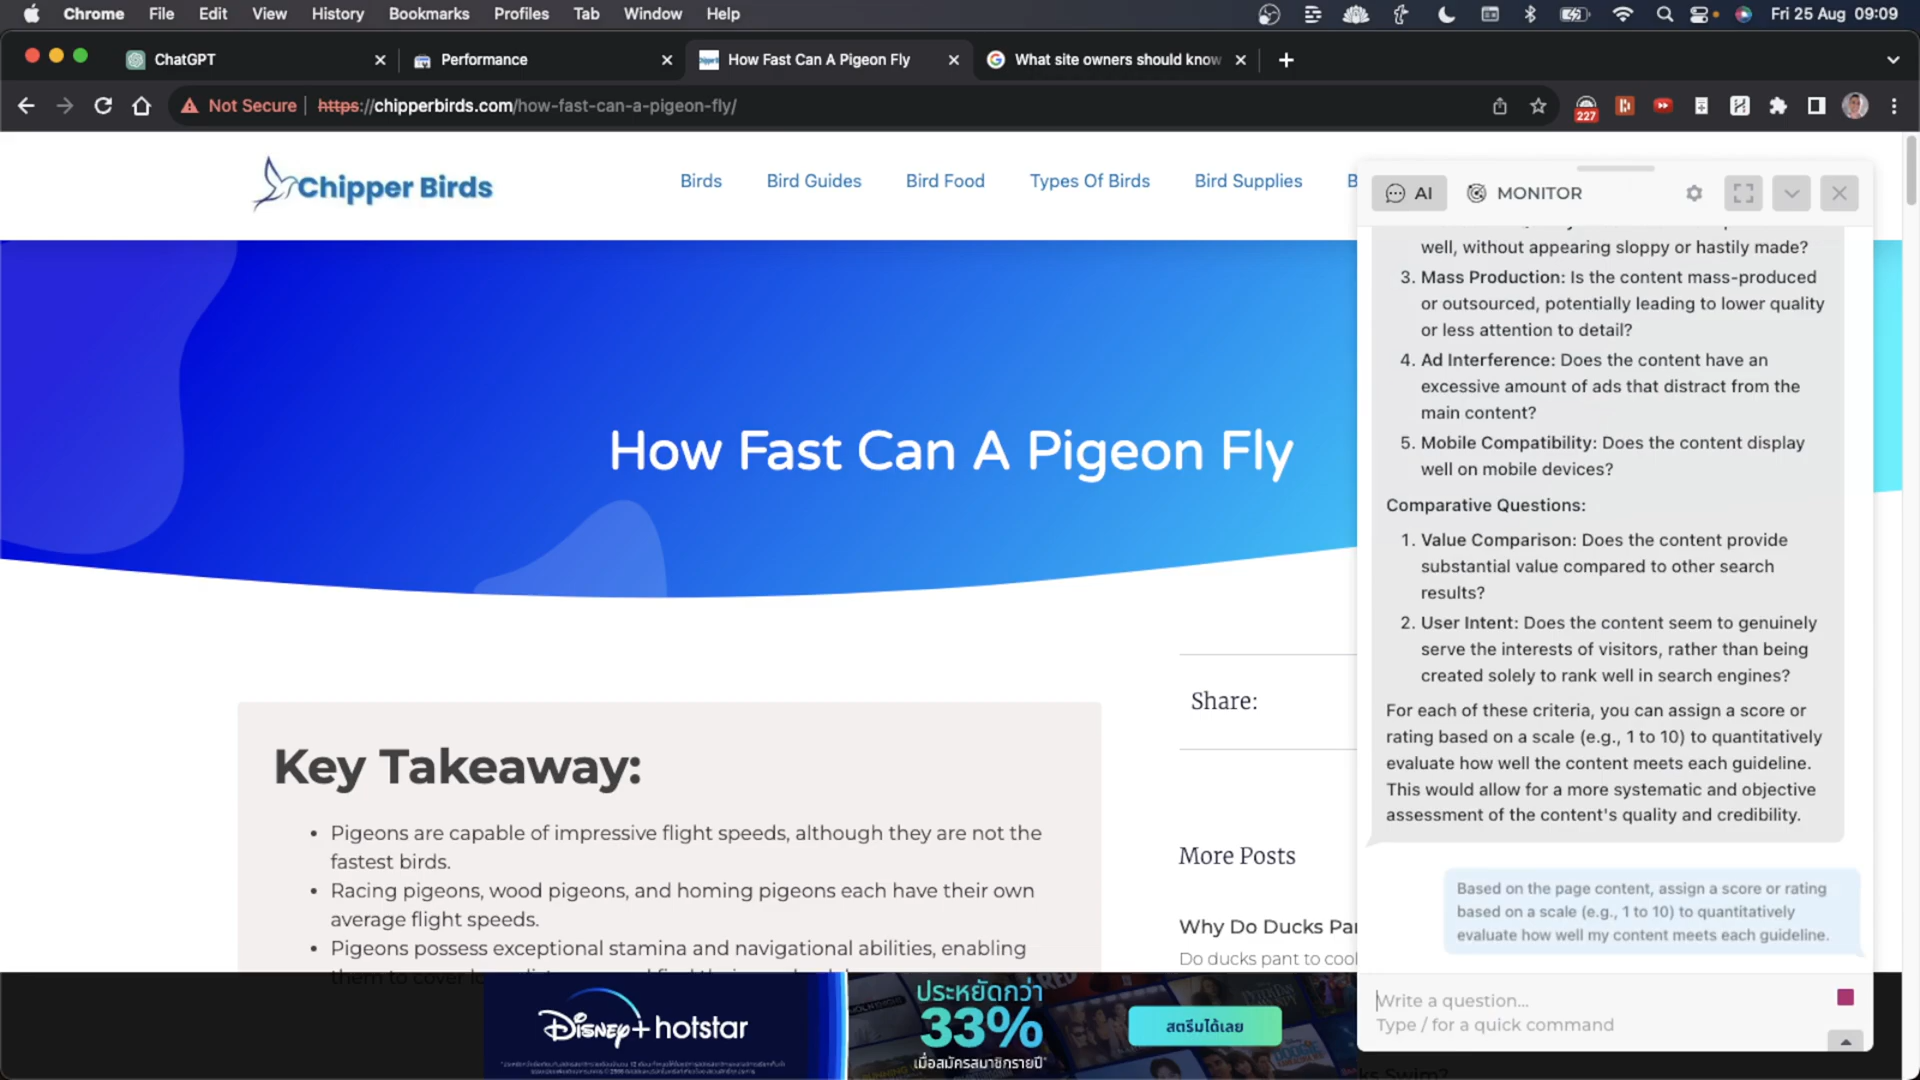 Chrome File Edit View History Bookmarks Profiles Tab Window Help
Fri 25 Aug 09:09
ChatGPT
Performance
How Fast Can A Pigeon Fly
What site owners should know
Not Secure
https://chipperbirds.com/how-fast-can-a-pigeon-fly/
227
Chipper Birds
Birds
Bird Guides
Bird Food
Types Of Birds
Bird Supplies
B
How Fast Can A Pigeon Fly
Key Takeaway:
• Pigeons are capable of impressive flight speeds, although they are not the
fastest birds.
• Racing pigeons, wood pigeons, and homing pigeons each have their own
average flight speeds.
• Pigeons possess exceptional stamina and navigational abilities, enabling
Share:
More Posts
Why Do Ducks Pan
Do ducks pant to cool
AI
MONITOR
well, without appearing sloppy or hastily made?
3. Mass Production: Is the content mass-produced
or outsourced, potentially leading to lower quality
or less attention to detail?
4. Ad Interference: Does the content have an
excessive amount of ads that distract from the
main content?
5. Mobile Compatibility: Does the content display
well on mobile devices?
Comparative Questions:
1. Value Comparison: Does the content provide
substantial value compared to other search
results?
2. User Intent: Does the content seem to genuinely
serve the interests of visitors, rather than being
created solely to rank well in search engines?
For each of these criteria, you can assign a score or
rating based on a scale (e.g., 1 to 10) to quantitatively
evaluate how well the content meets each guideline.
This would allow for a more systematic and objective
assessment of the content's quality and credibility.
Based on the page content, assign a score or rating
based on a scale (e.g., 1 to 10) to quantitatively
evaluate how well my content meets each guideline.
Write a question...
Type / for a quick command
Disney+ hotstar
ประหยัดกว่า
33%
เมื่อสมัครสมาชิกรายปี*
สตรีมได้เลย